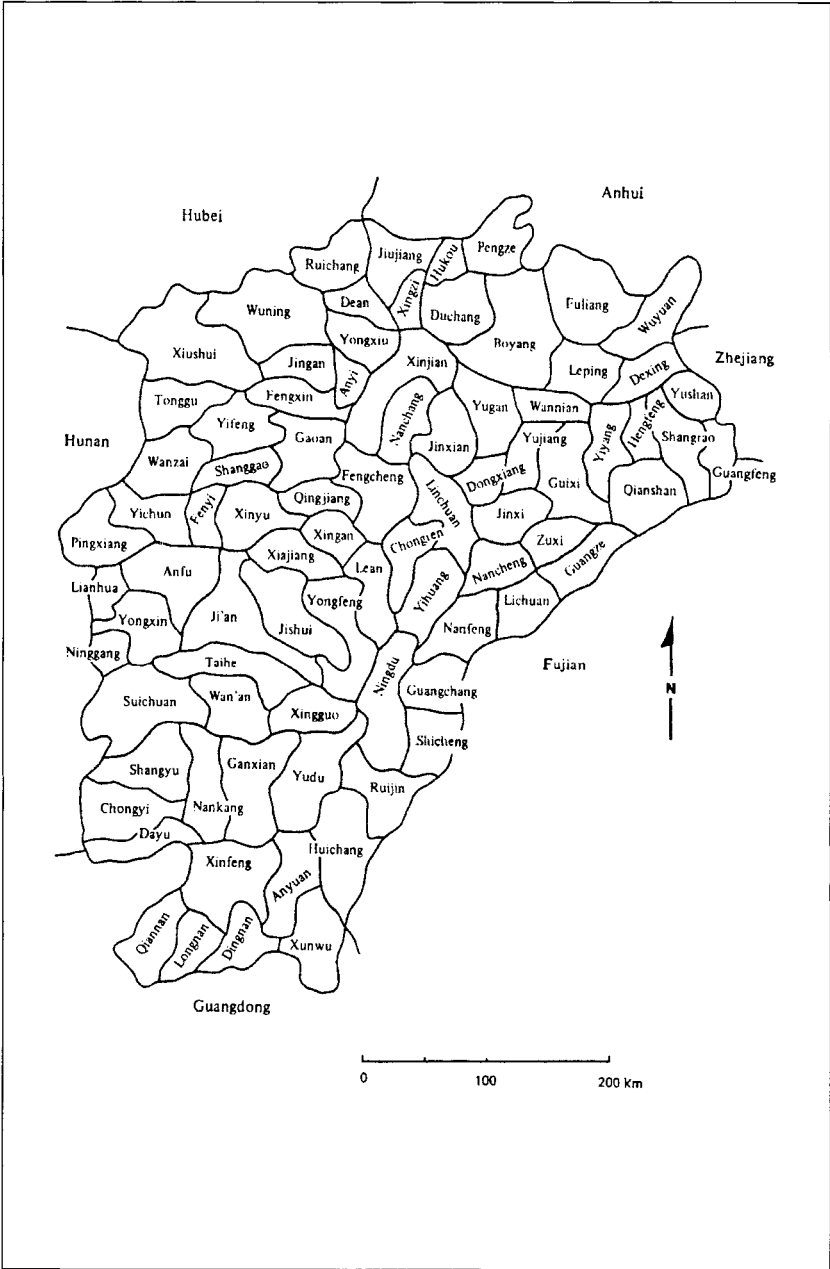 Anhui
Hubei
Hukou
Pengze
Jiujiang
Ruichang
Xingzi
Dean
Wuning
Duchang
Fuliang
Wuyuan
Yongxiu
Boyang
Xiushui
Jingan
Anyi
Xinjian
Leping
Dexing
Zhejiang
Tonggu
Fengxin
Yushan
Nanchang
Yugan
Wannian
Yifeng
Hengfeng
Hunan
Gaoan
Jinxian
Yujiang
Yiyang
Shangrao
Wanzai
Shanggao
Fengcheng
Dongxiang
Guixi
Guangfeng
Linchuan
Qianshan
Yichun
Fenyi
Xinyu
Qingjiang
Jinxi
Pingxiang
Xingan
Chongren
Zuxi
Guangze
Xiajiang
Anfu
Lean
Nancheng
Lianhua
Yihuang
Lichuan
Yongxin
Ji'an
Jishui
Yongfeng
Nanfeng
Ninggang
Taihe
Fujian
Ningdu
N
Suichuan
Wan'an
Guangchang
Xingguo
Shicheng
Shangyu
Ganxian
Yudu
Ruijin
Chongyi
Nankang
Dayu
Huichang
Xinfeng
Anyuan
Qiannan
Longnan
Dingnan
Xunwu
Guangdong
0 100 200 Km